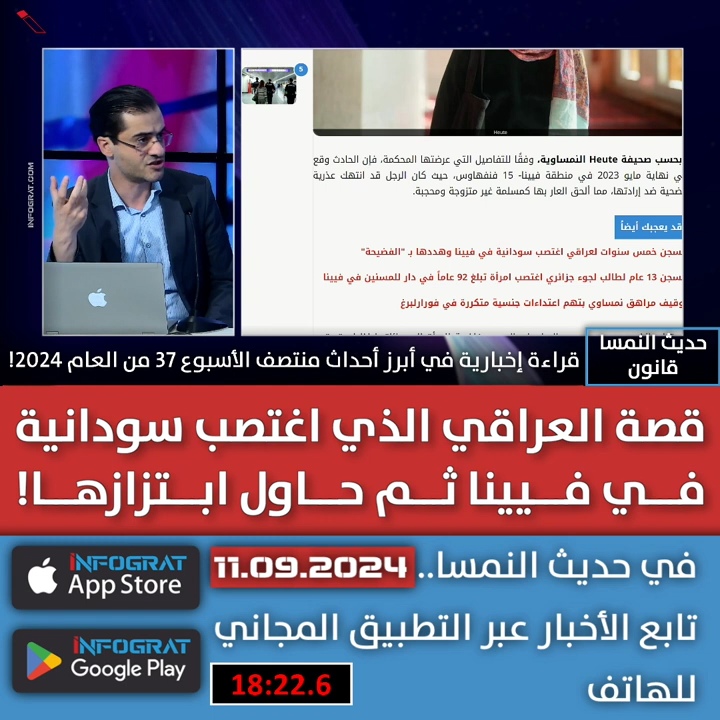 INFOGRAT.COM
5
Heute
بحسب صحيفة Heute النمساوية، وفقًا للتفاصيل التي عرضتها المحكمة، فإن الحادث وقع
ي نهاية مايو 2023 في منطقة فيينا- 15 فنفهاوس، حيث كان الرجل قد انتهك عذرية
ضحية ضد إرادتها، مما ألحق العار بها كمسلمة غير متزوجة ومحجبة.
قد يعجبك أيضاً
سجن خمس سنوات لعراقي اغتصب سودانية في فيينا وهددها بـ "الفضيحة"
سجن 13 عام لطالب لجوء جزائري اغتصب امرأة تبلغ 92 عاماً في دار للمسنين في فيينا
وقيف مراهق نمساوي بتهم اعتداءات جنسية متكررة في فورارلبرغ
حديث النمسا
قانون
قراءة إخبارية في أبرز أحداث منتصف الأسبوع 37 من العام 2024!
قصة العراقي الذي اغتصب سودانية
في فيينا ثم حاول ابتزازها!
في حديث النمسا.. 11.09.2024
تابع الأخبار عبر التطبيق المجاني
للهاتف
18:22.6
iNFOGRAT
App Store
iNFOGRAT
Google Play